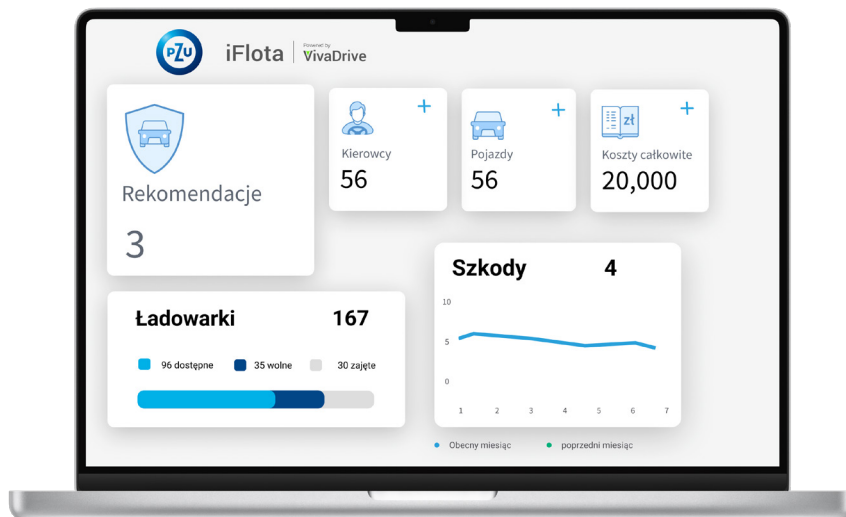 PZU
iFlota
Powered by
VivaDrive
Rekomendacje
3
Kierowcy
56
Pojazdy
56
zł
Koszty całkowite
20,000
Ładowarki 167
96 dostępne 35 wolne 30 zajęte
Szkody 4
10
5
0
1 2 3 4 5 6 7
Obecny miesiąc poprzedni miesiąc